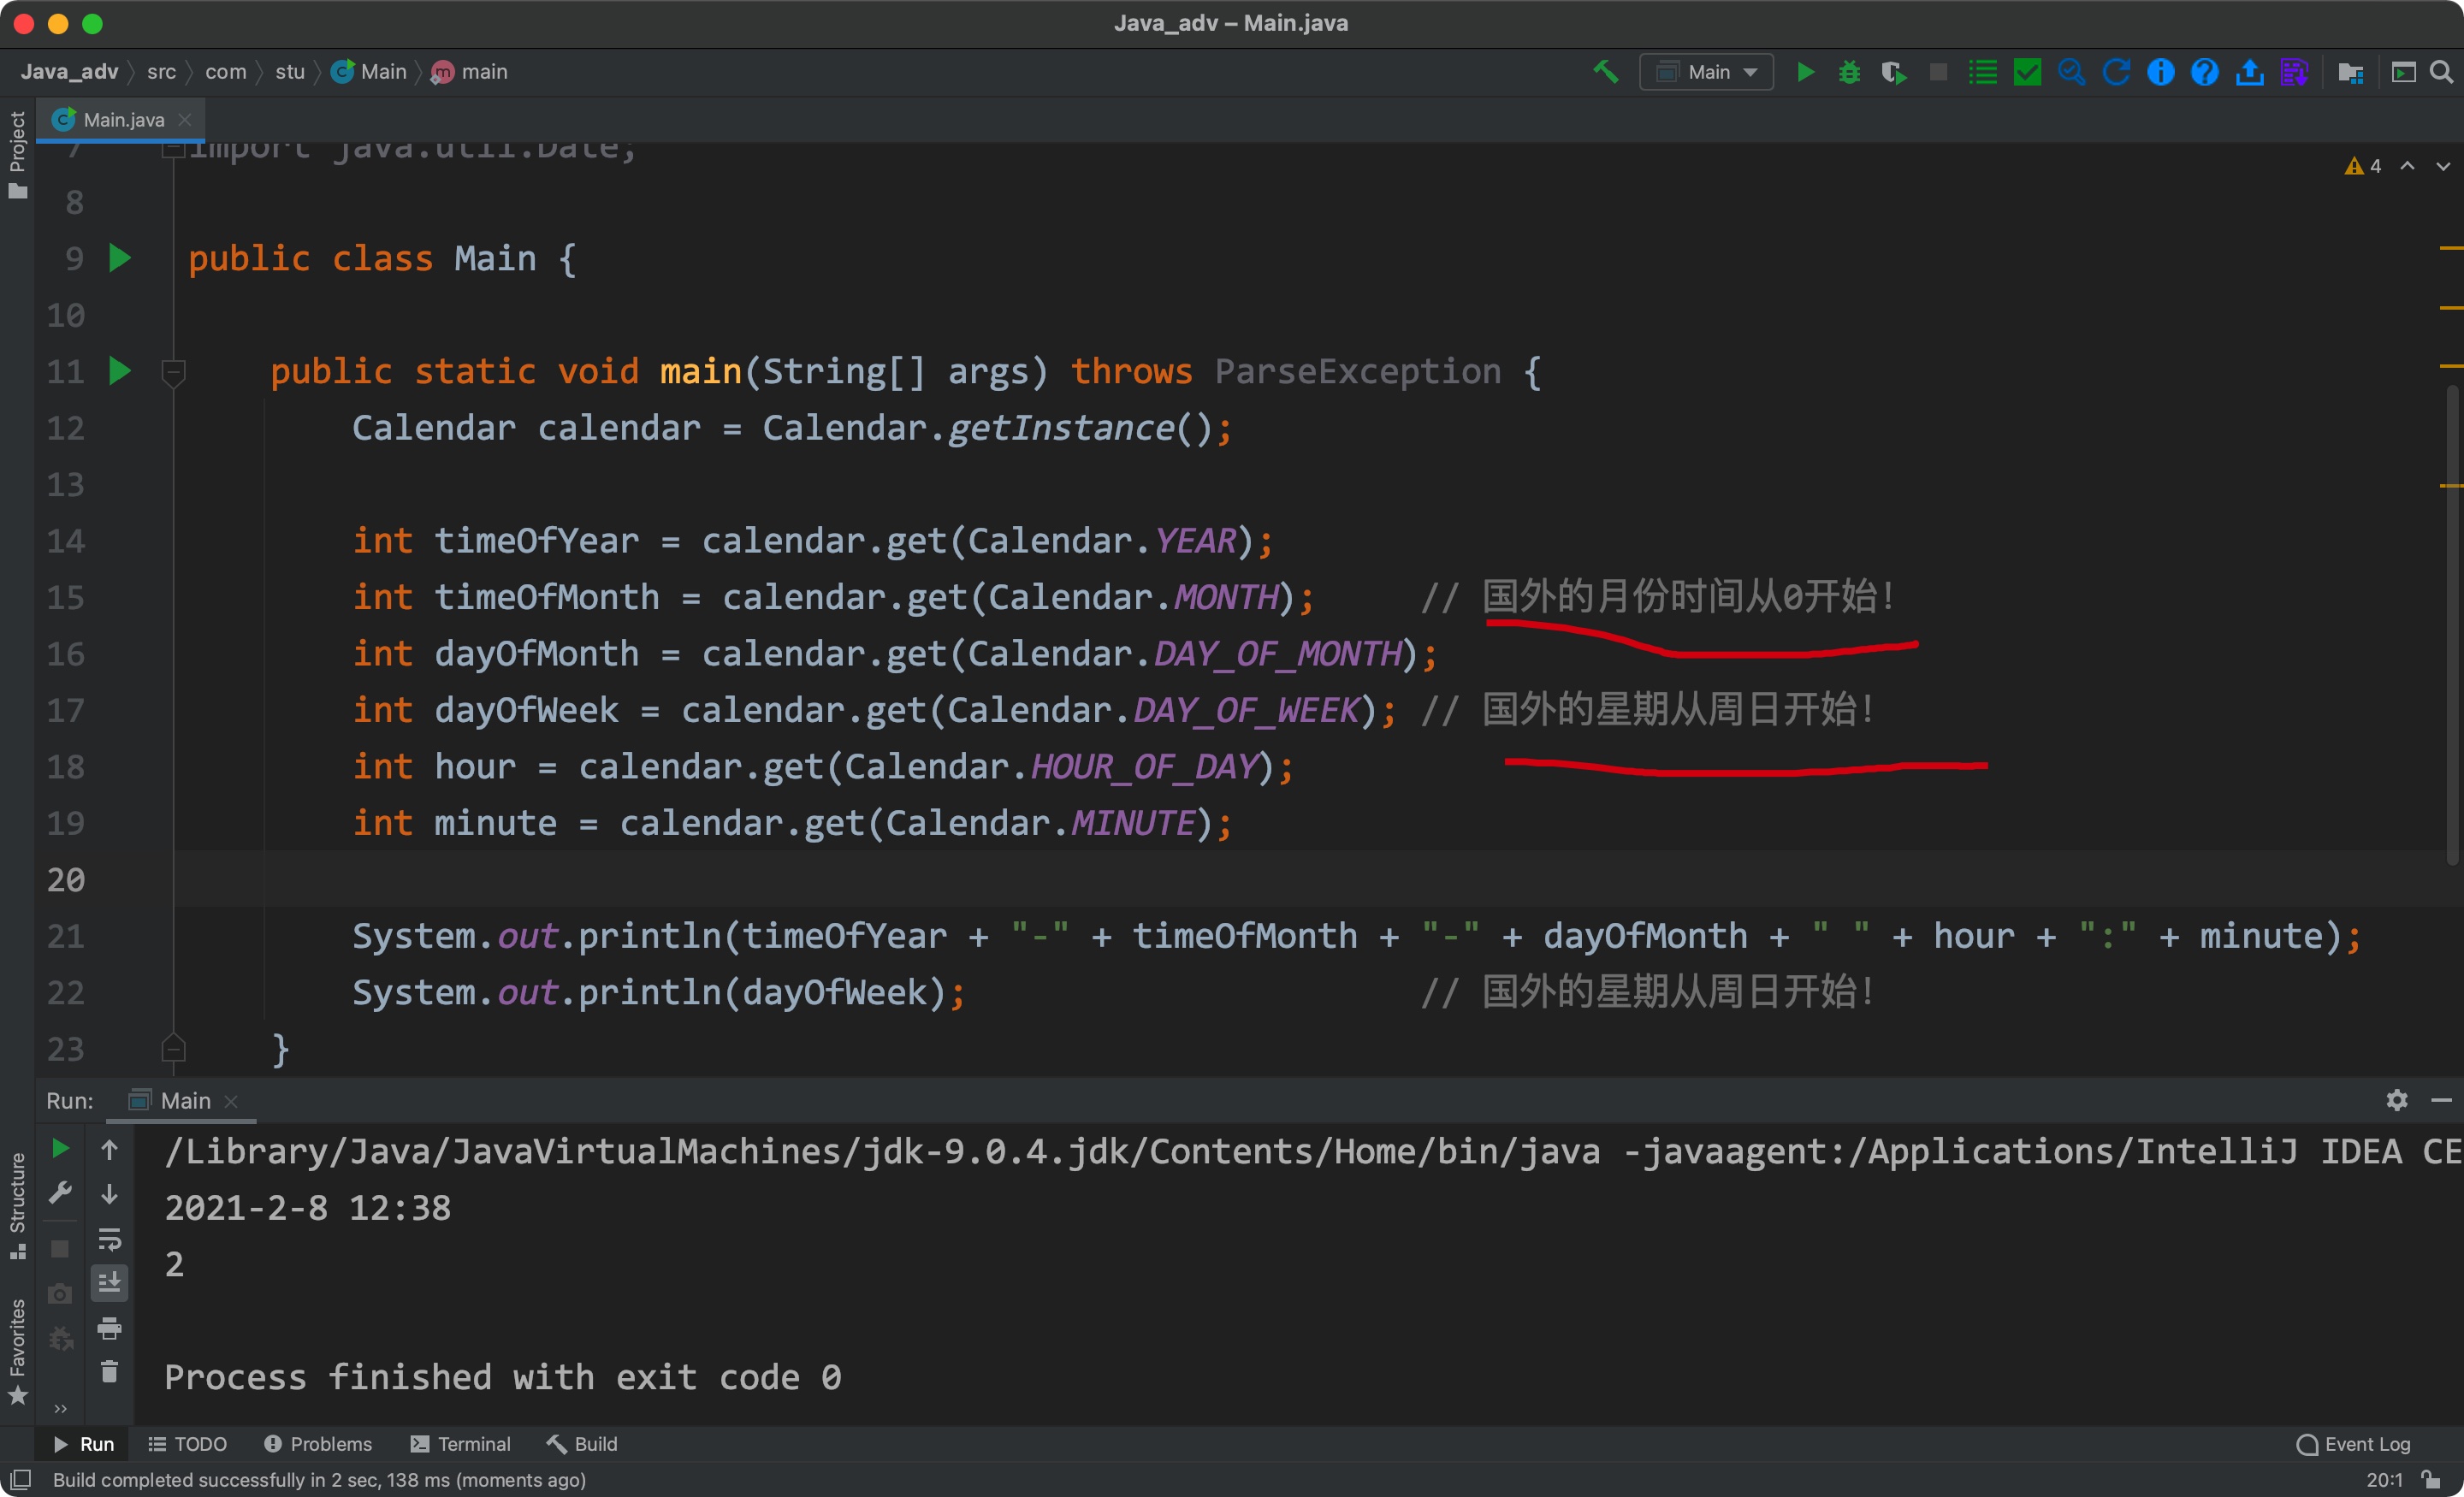 Java_adv – Main.java
Java_adv src com stu Main main
Main
Project
Main.java
7 import java.util.Date;
4
8
9 public class Main {
10
11 public static void main(String[] args) throws ParseException {
12 Calendar calendar = Calendar.getInstance();
13
14 int timeOfYear = calendar.get(Calendar.YEAR);
15 int timeOfMonth = calendar.get(Calendar.MONTH); // 国外的月份时间从0开始!
16 int dayOfMonth = calendar.get(Calendar.DAY_OF_MONTH);
17 int dayOfWeek = calendar.get(Calendar.DAY_OF_WEEK); // 国外的星期从周日开始!
18 int hour = calendar.get(Calendar.HOUR_OF_DAY);
19 int minute = calendar.get(Calendar.MINUTE);
20
21 System.out.println(timeOfYear + "-" + timeOfMonth + "-" + dayOfMonth + " " + hour + ":" + minute);
22 System.out.println(dayOfWeek); // 国外的星期从周日开始!
23 }
Run: Main
/Library/Java/JavaVirtualMachines/jdk-9.0.4.jdk/Contents/Home/bin/java -javaagent:/Applications/IntelliJ IDEA CE
2021-2-8 12:38
2
Process finished with exit code 0
Structure
Favorites
Run TODO Problems Terminal Build Event Log
Build completed successfully in 2 sec, 138 ms (moments ago) 20:1